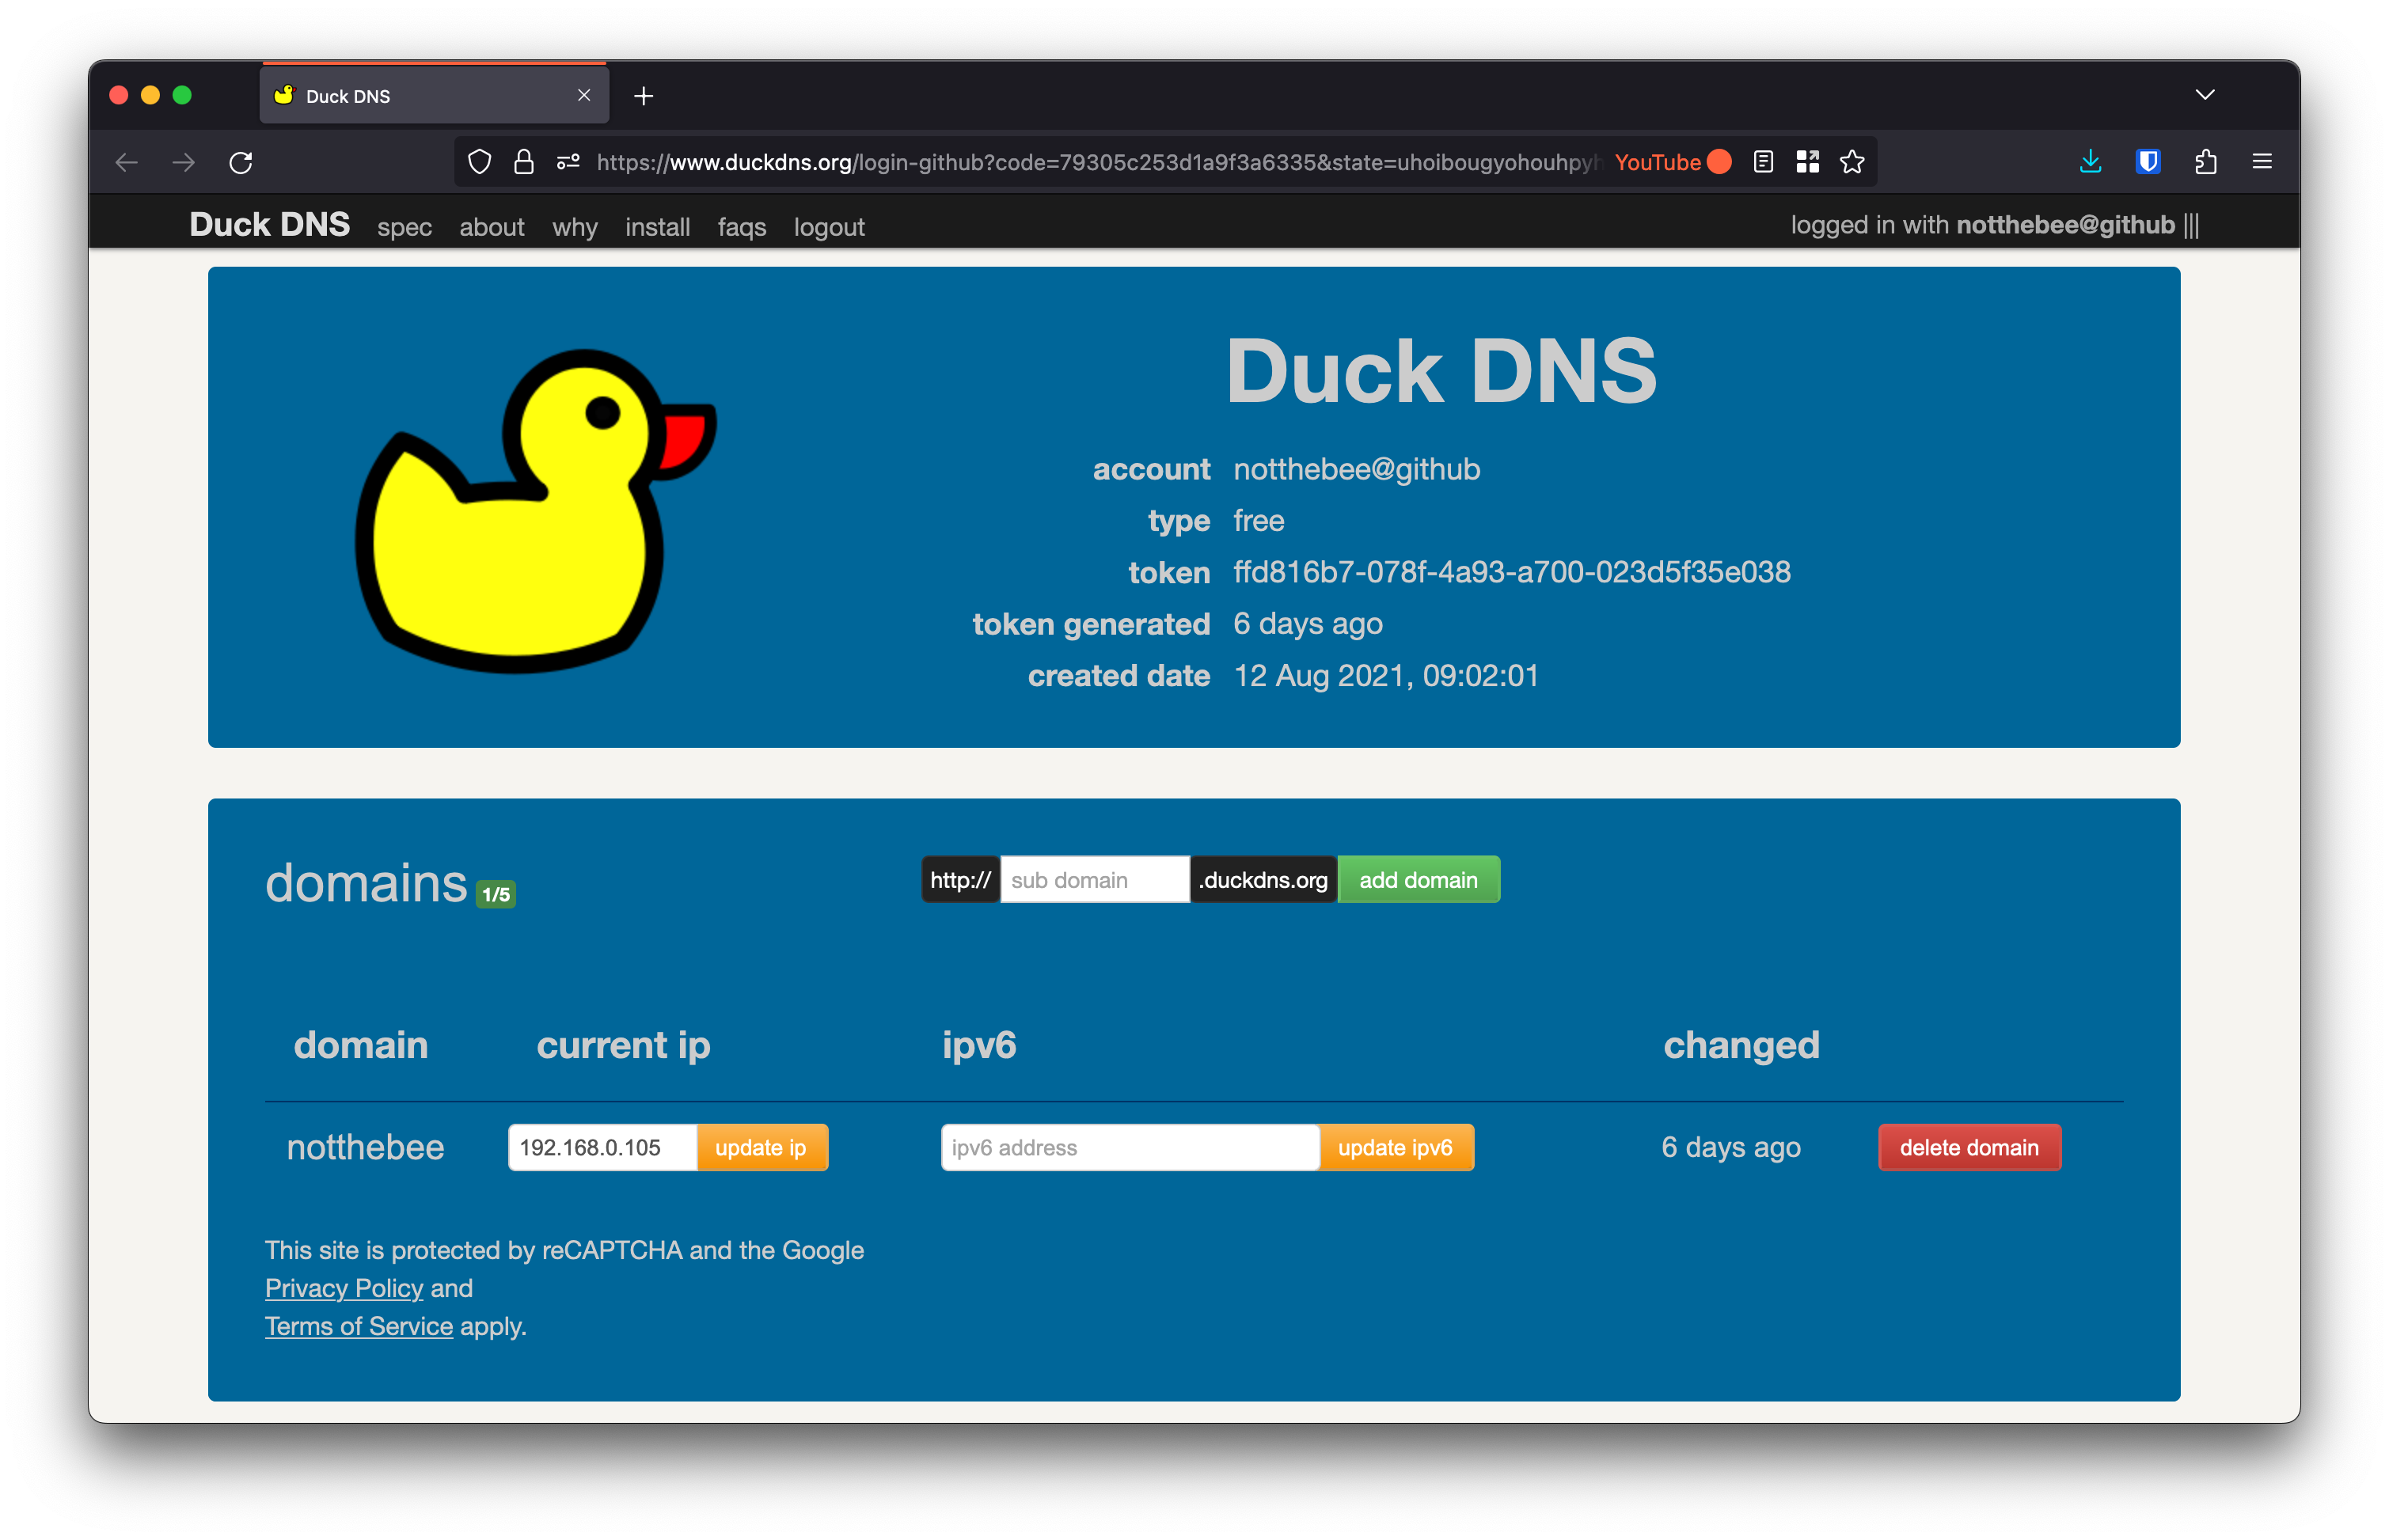 Duck DNS
https://www.duckdns.org/login-github?code=79305c253d1a9f3a6335&state=uhoibougyohouhpyh YouTube
Duck DNS spec about why install faqs logout logged in with notthebee@github |||
Duck DNS
account notthebee@github
type free
token ffd816b7-078f-4a93-a700-023d5f35e038
token generated 6 days ago
created date 12 Aug 2021, 09:02:01
domains 1/5 http:// sub domain .duckdns.org add domain
domain current ip ipv6 changed
notthebee 192.168.0.105 update ip ipv6 address update ipv6 6 days ago delete domain
This site is protected by reCAPTCHA and the Google
Privacy Policy and
Terms of Service apply.